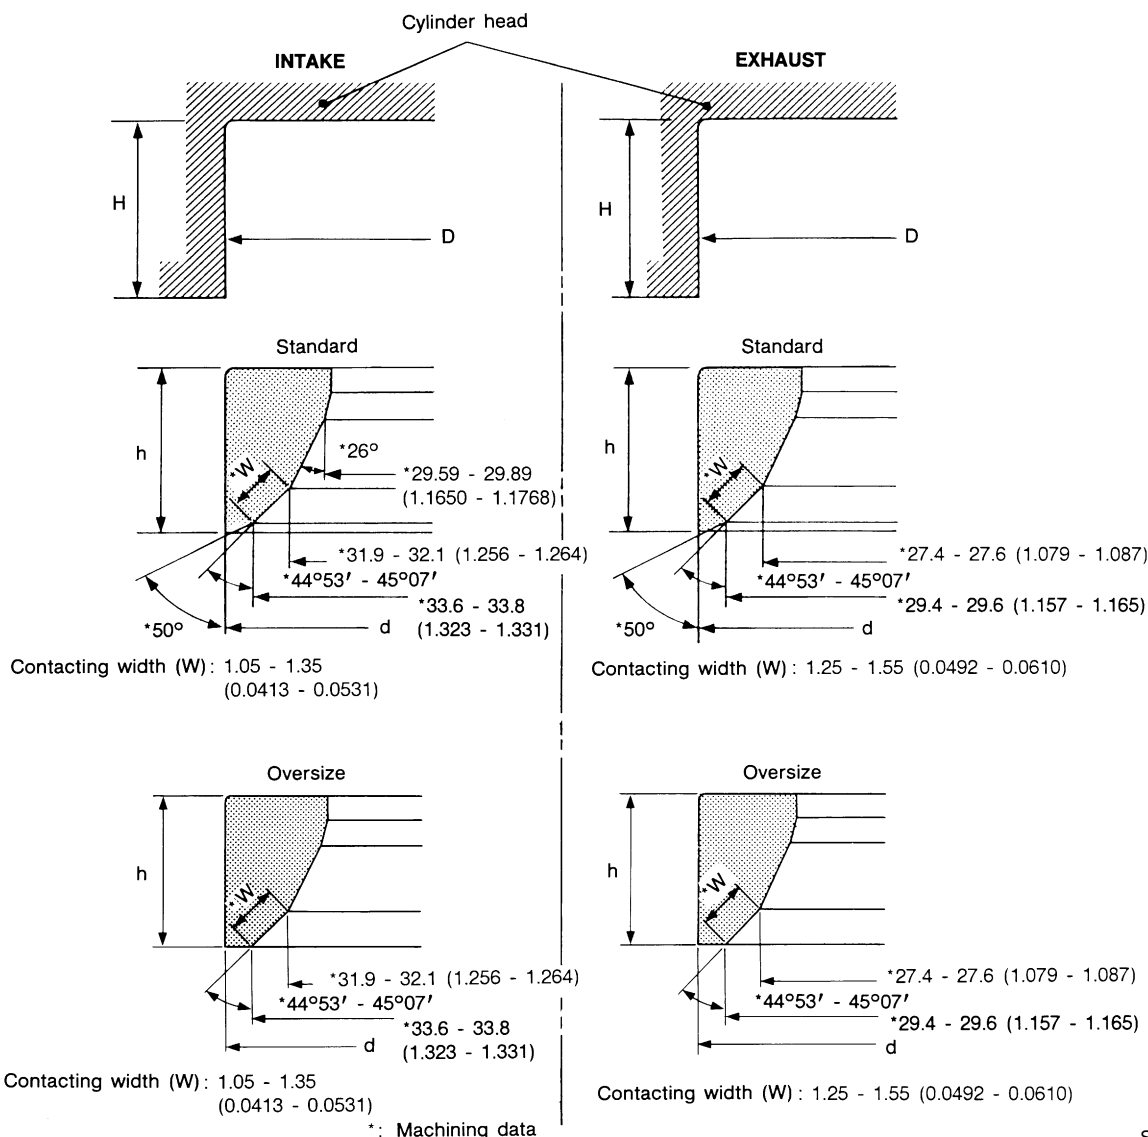 Cylinder head
INTAKE
EXHAUST
H
D
H
D
Standard
h
*W
*26°
*29.59 - 29.89
(1.1650 - 1.1768)
*31.9 - 32.1 (1.256 - 1.264)
*44°53′ - 45°07′
*33.6 - 33.8
(1.323 - 1.331)
*50°
d
Contacting width (W): 1.05 - 1.35
(0.0413 - 0.0531)
Standard
h
*W
*27.4 - 27.6 (1.079 - 1.087)
*44°53′ - 45°07′
*29.4 - 29.6 (1.157 - 1.165)
*50°
d
Contacting width (W): 1.25 - 1.55 (0.0492 - 0.0610)
Oversize
h
*W
*31.9 - 32.1 (1.256 - 1.264)
*44°53′ - 45°07′
*33.6 - 33.8
(1.323 - 1.331)
d
Contacting width (W): 1.05 - 1.35
(0.0413 - 0.0531)
Oversize
h
*W
*27.4 - 27.6 (1.079 - 1.087)
*44°53′ - 45°07′
*29.4 - 29.6 (1.157 - 1.165)
d
Contacting width (W): 1.25 - 1.55 (0.0492 - 0.0610)
*: Machining data